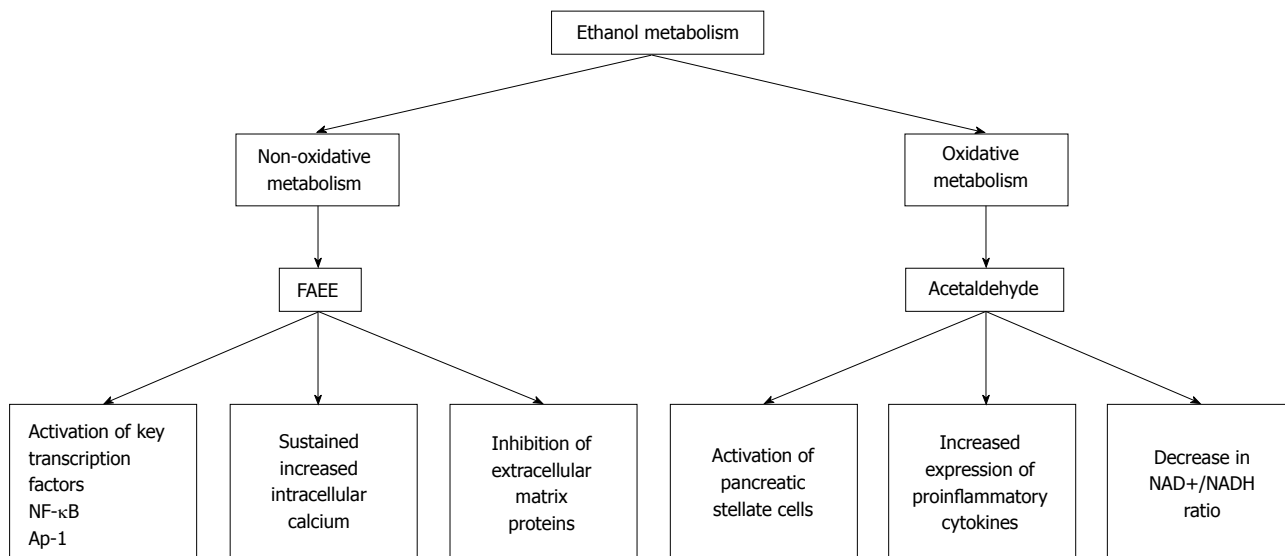 Ethanol metabolism
Non-oxidative
metabolism
Oxidative
metabolism
FAEE
Acetaldehyde
Activation of key
transcription
factors
NF-κB
Ap-1
Sustained
increased
intracellular
calcium
Inhibition of
extracellular
matrix
proteins
Activation of
pancreatic
stellate cells
Increased
expression of
proinflammatory
cytokines
Decrease in
NAD+/NADH
ratio